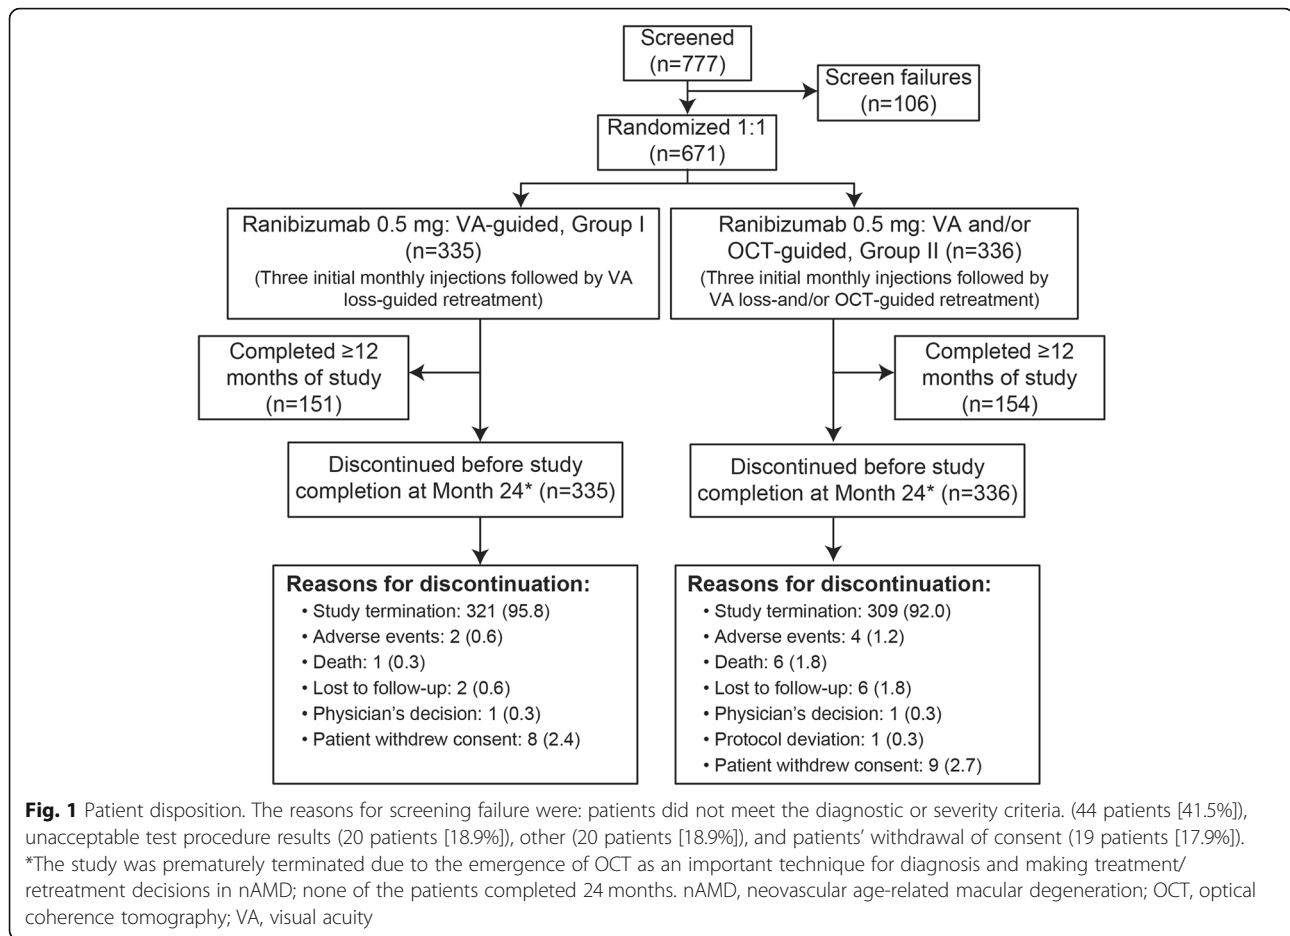 Screened
(n=777)
Screen failures
(n=106)
Randomized 1:1
(n=671)
Ranibizumab 0.5 mg: VA-guided, Group I
(n=335)
(Three initial monthly injections followed by VA
loss-guided retreatment)
Ranibizumab 0.5 mg: VA and/or
OCT-guided, Group II (n=336)
(Three initial monthly injections followed by
VA loss-and/or OCT-guided retreatment)
Completed ≥12
months of study
(n=151)
Completed ≥12
months of study
(n=154)
Discontinued before study
completion at Month 24* (n=335)
Discontinued before study
completion at Month 24* (n=336)
Reasons for discontinuation:
• Study termination: 321 (95.8)
• Adverse events: 2 (0.6)
• Death: 1 (0.3)
• Lost to follow-up: 2 (0.6)
• Physician's decision: 1 (0.3)
• Patient withdrew consent: 8 (2.4)
Reasons for discontinuation:
• Study termination: 309 (92.0)
• Adverse events: 4 (1.2)
• Death: 6 (1.8)
• Lost to follow-up: 6 (1.8)
• Physician's decision: 1 (0.3)
• Protocol deviation: 1 (0.3)
• Patient withdrew consent: 9 (2.7)
Fig. 1 Patient disposition. The reasons for screening failure were: patients did not meet the diagnostic or severity criteria. (44 patients [41.5%]),
unacceptable test procedure results (20 patients [18.9%]), other (20 patients [18.9%]), and patients' withdrawal of consent (19 patients [17.9%]).
*The study was prematurely terminated due to the emergence of OCT as an important technique for diagnosis and making treatment/
retreatment decisions in nAMD; none of the patients completed 24 months. nAMD, neovascular age-related macular degeneration; OCT, optical
coherence tomography; VA, visual acuity